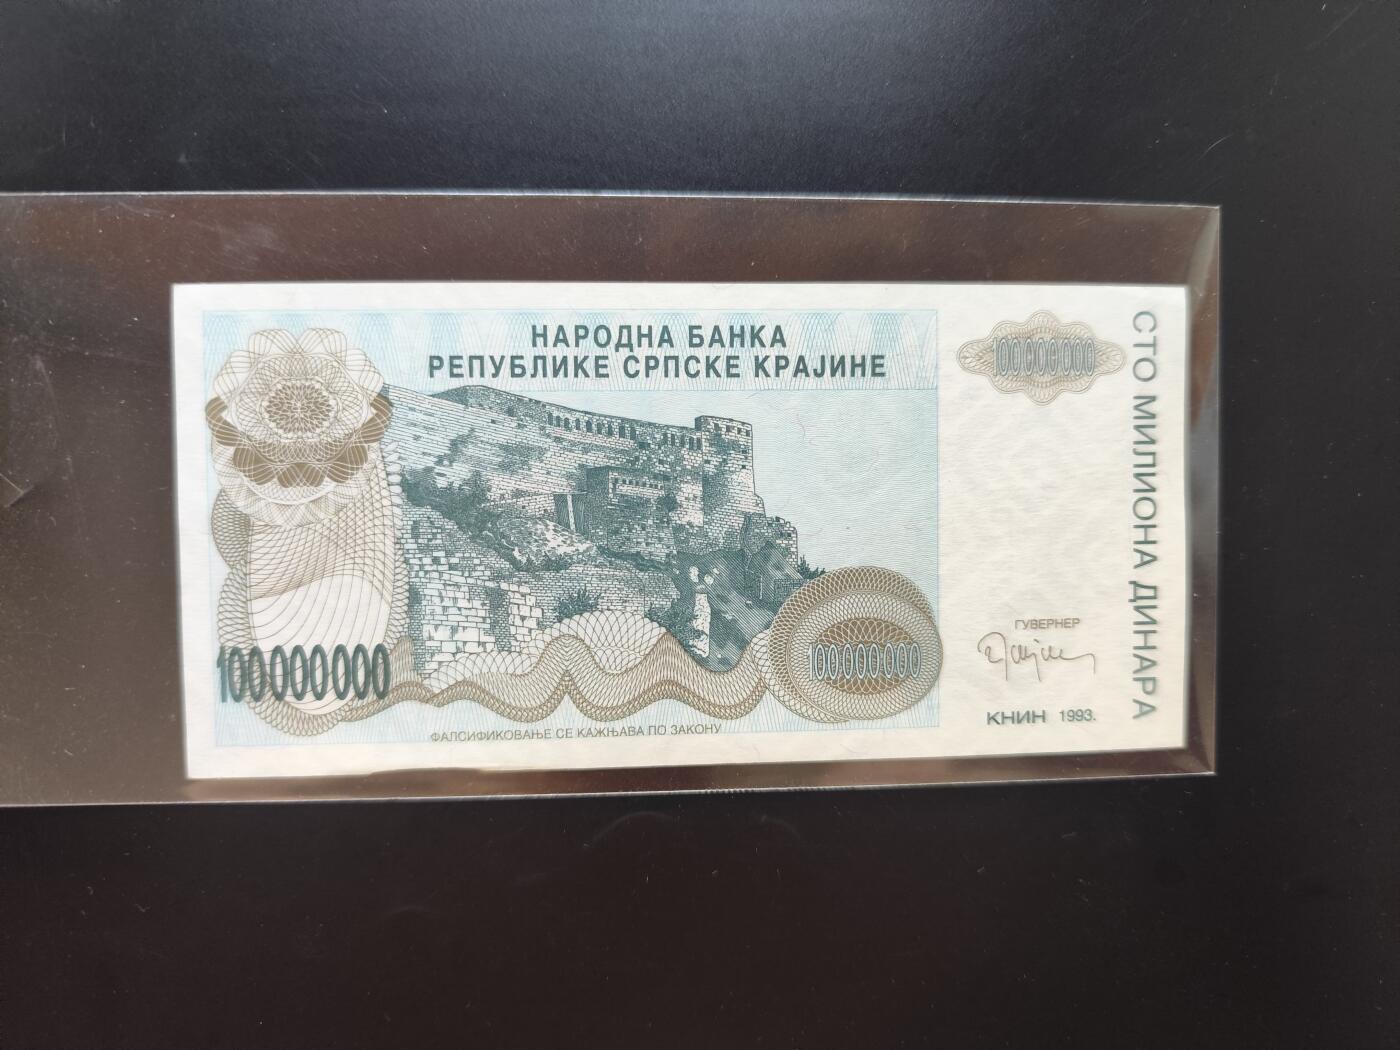 НАРОДНА БАНКА
РЕПУБЛИКЕ СРПСКЕ КРАЈИНЕ
100000000
СТО МИЛИОНА ДИНАРА
100000000
100000000
ГУВЕРНЕР
КНИН 1993.
ФАЛСИФИКОВАЊЕ СЕ КАЖЊАВА ПО ЗАКОНУ